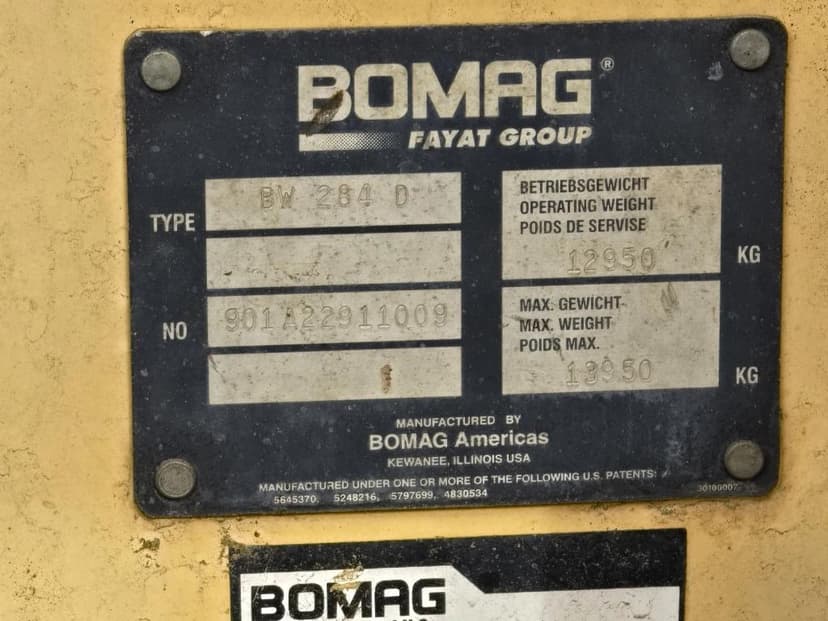 BOMAG®
FAYAT GROUP
TYPE BW 284 D
NO 901A22911009
BETRIEBSGEWICHT
OPERATING WEIGHT
POIDS DE SERVISE
12950 KG
MAX. GEWICHT
MAX. WEIGHT
POIDS MAX.
13950 KG
MANUFACTURED BY
BOMAG Americas
KEWANEE, ILLINOIS USA
MANUFACTURED UNDER ONE OR MORE OF THE FOLLOWING U.S. PATENTS:
5645370, 5248216, 5797699, 4830534
BOMAG